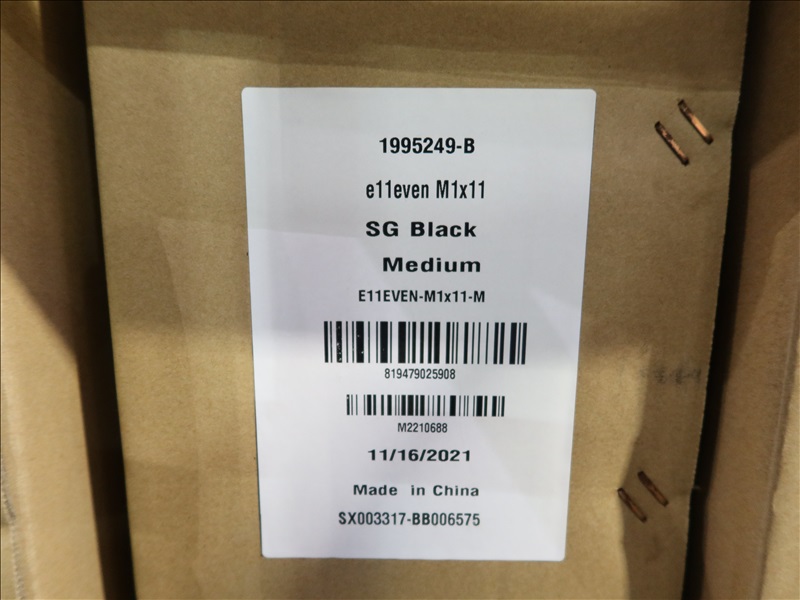 1995249-B
e11even M1x11
SG Black
Medium
E11EVEN-M1x11-M
819479025908
M2210688
11/16/2021
Made in China
SX003317-BB006575